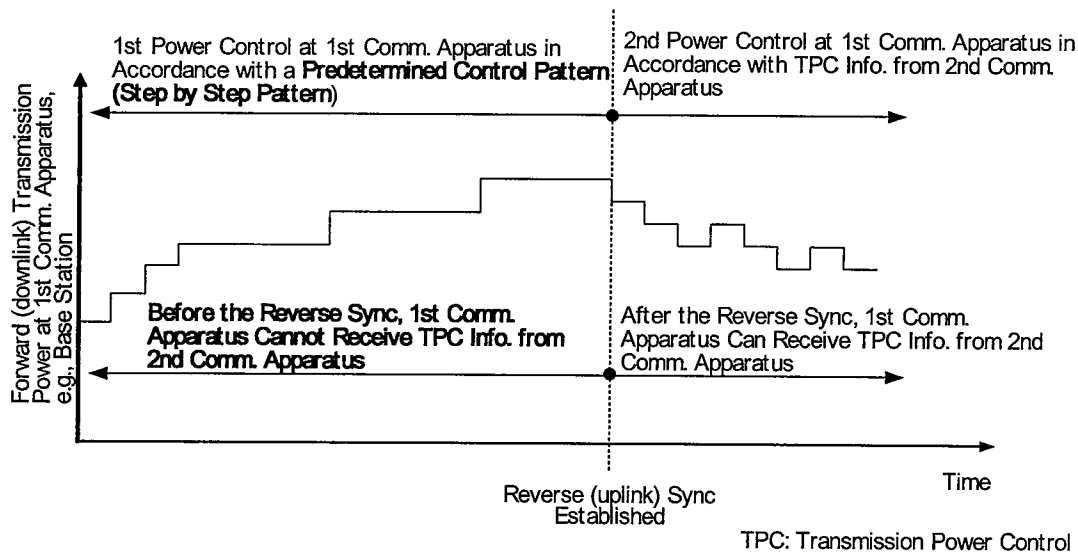 1st Power Control at 1st Comm. Apparatus in
Accordance with a Predetermined Control Pattern
(Step by Step Pattern)
2nd Power Control at 1st Comm. Apparatus in
Accordance with TPC Info. from 2nd Comm.
Apparatus
Forward (downlink) Transmission
Power at 1st Comm. Apparatus,
e.g., Base Station
Before the Reverse Sync, 1st Comm.
Apparatus Cannot Receive TPC Info. from
2nd Comm. Apparatus
After the Reverse Sync, 1st Comm.
Apparatus Can Receive TPC Info. from 2nd
Comm. Apparatus
Time
Reverse (uplink) Sync
Established
TPC: Transmission Power Control